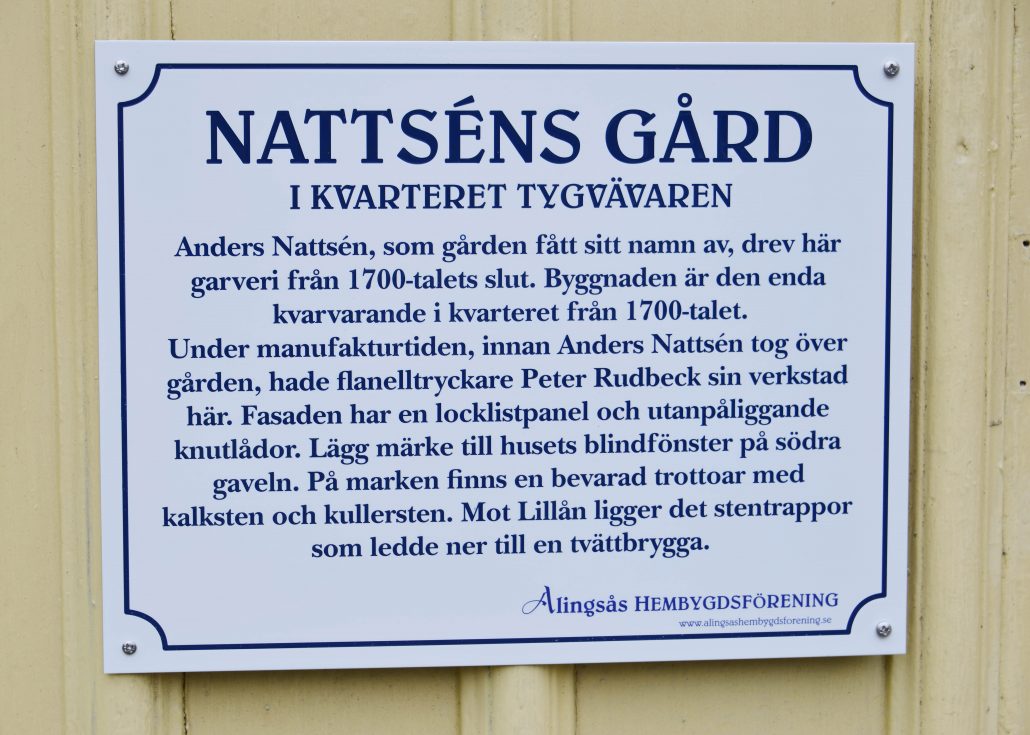 NATTSÉNS GÅRD
I KVARTERET TYGVÄVAREN
Anders Nattsén, som gården fått sitt namn av, drev här
garveri från 1700-talets slut. Byggnaden är den enda
kvarvarande i kvarteret från 1700-talet.
Under manufakturtiden, innan Anders Nattsén tog över
gården, hade flanelltryckare Peter Rudbeck sin verkstad
här. Fasaden har en locklistpanel och utanpåliggande
knutlådor. Lägg märke till husets blindfönster på södra
gaveln. På marken finns en bevarad trottoar med
kalksten och kullersten. Mot Lillån ligger det stentrappor
som ledde ner till en tvättbrygga.
Alingsås HEMBYGDSFÖRENING
www.alingsashembygdsforening.se